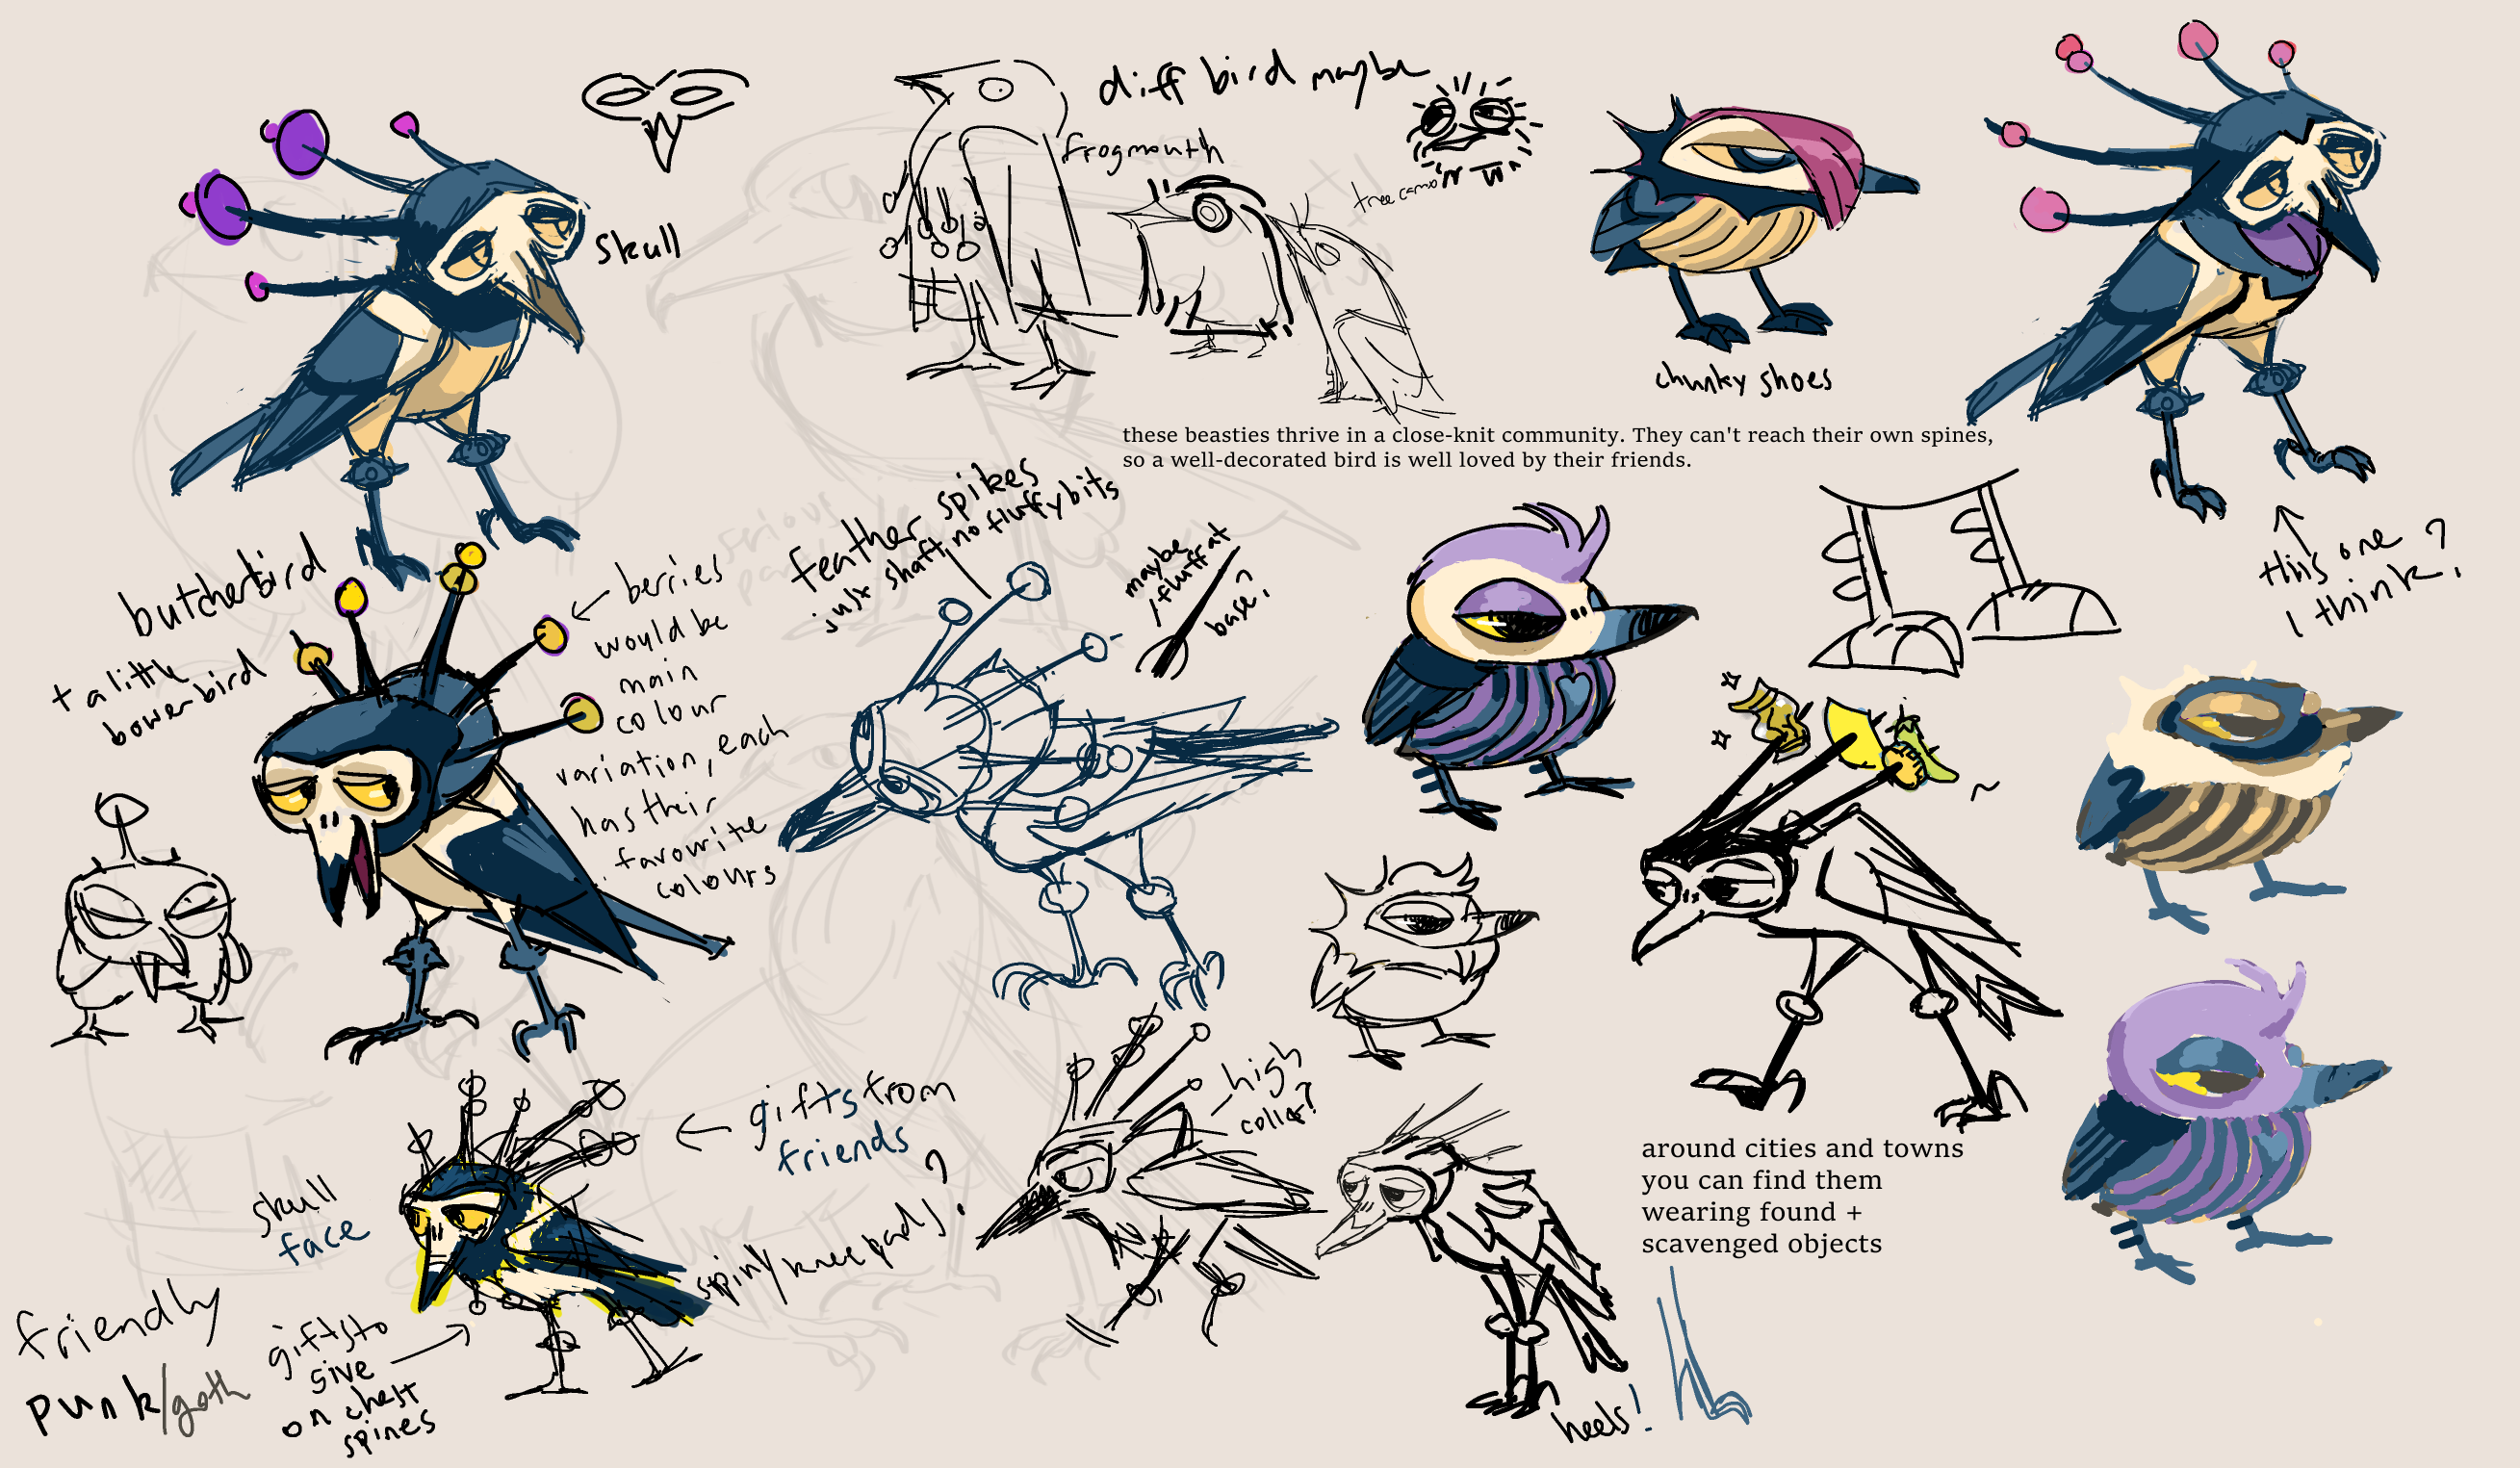 diff bird maybe
frogmouth
tree camo
skull
chunky shoes
these beasties thrive in a close-knit community. They can't reach their own spines,
so a well-decorated bird is well loved by their friends.
this one
I think?
butcherbird
+ a little
bowerbird
berries
would be
main
colour
variation, each
has their
favourite
colours
feather spikes
just shaft, no fluffy bits
maybe
fluff at
base?
serious
gifts from
friends
high
collar?
skull
face
spiny knee pads?
friendly
punk/goth
gifts to
give
on chest
spines
around cities and towns
you can find them
wearing found +
scavenged objects
heels!